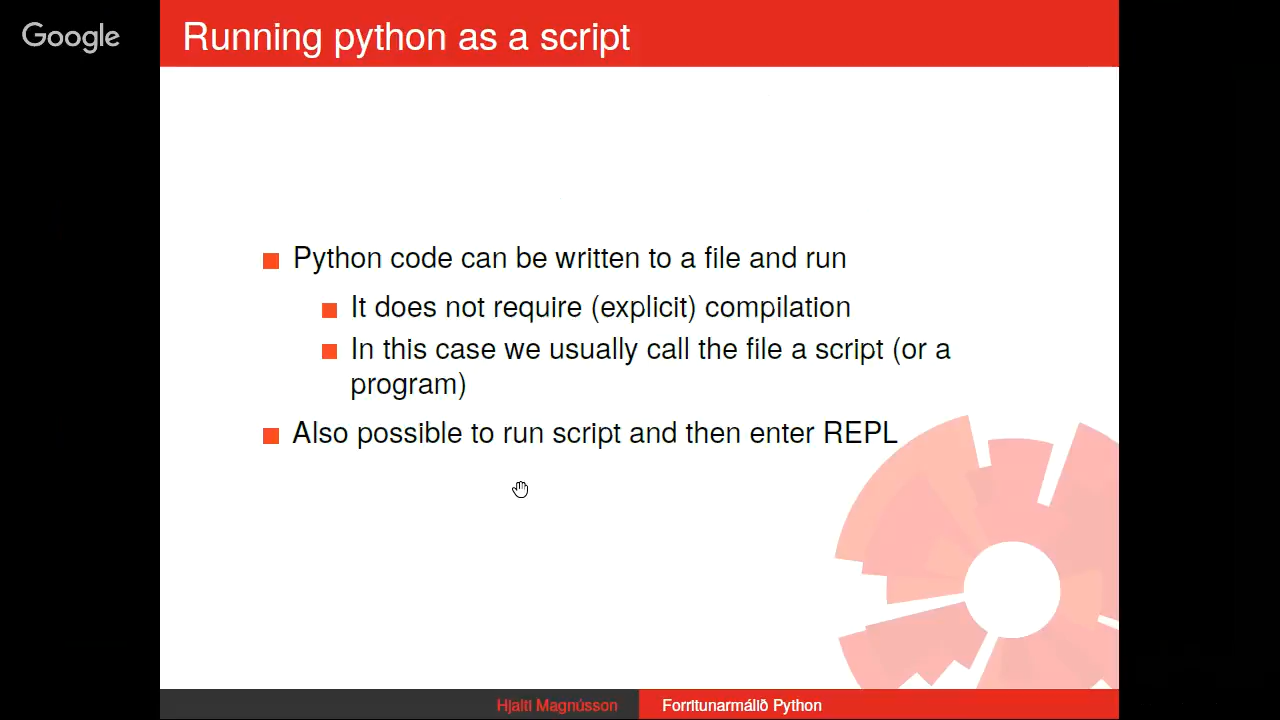 Google
Running python as a script
Python code can be written to a file and run
It does not require (explicit) compilation
In this case we usually call the file a script (or a
program)
Also possible to run script and then enter REPL
Hjalti Magnússon
Forritunarmálið Python